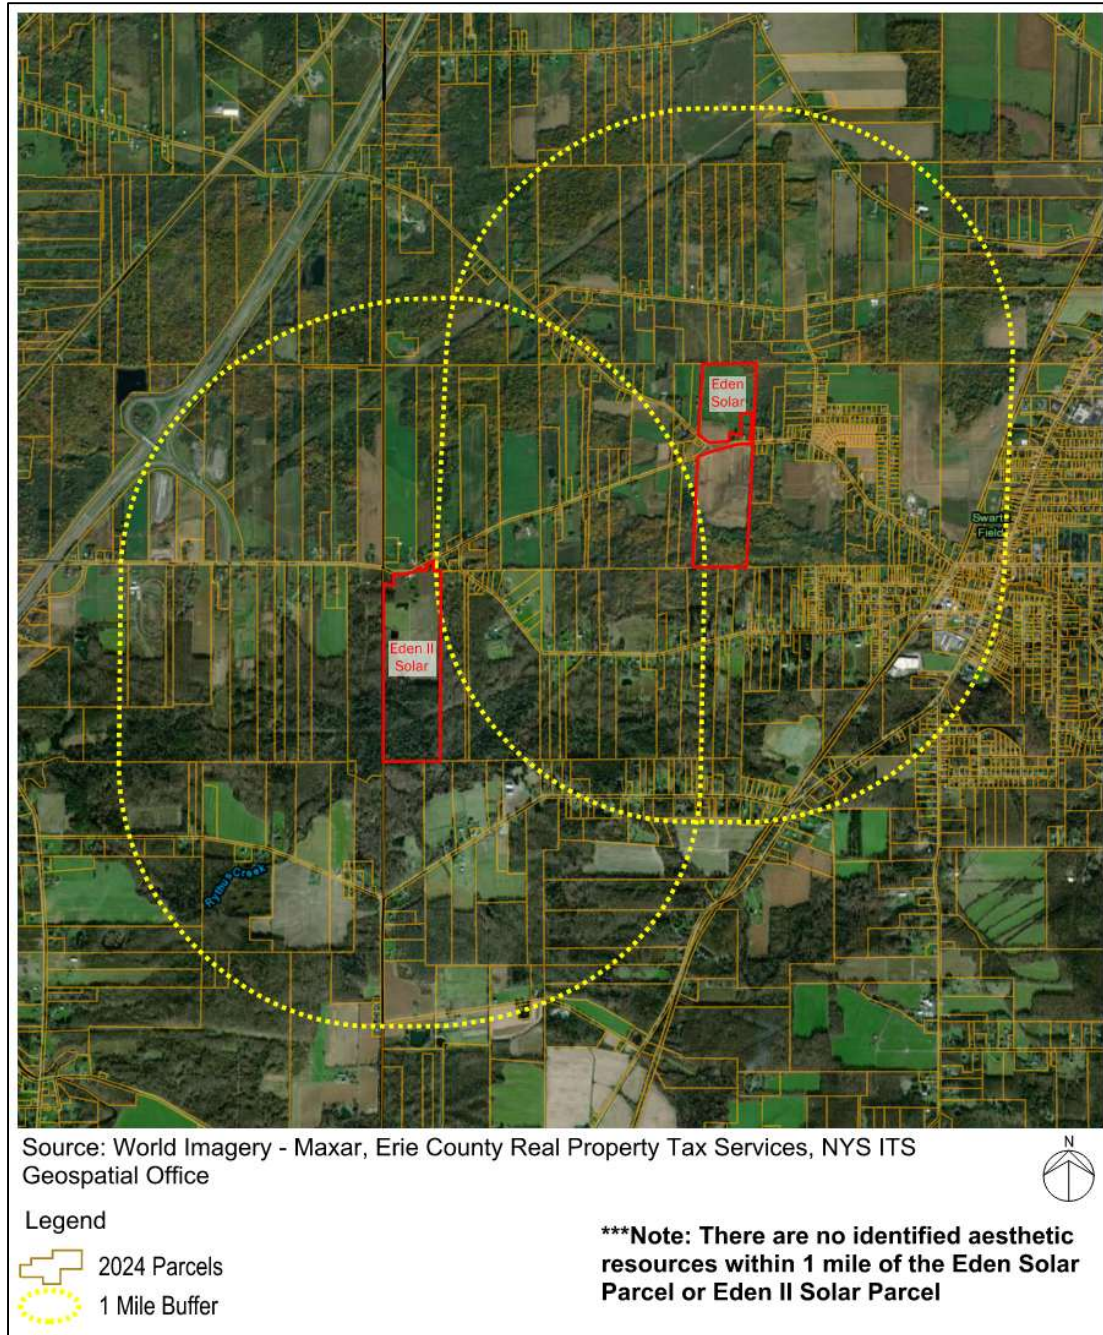 Eden
Solar
Swart
Field
Eden II
Solar
Rythus Creek
Source: World Imagery - Maxar, Erie County Real Property Tax Services, NYS ITS
Geospatial Office
N
Legend
2024 Parcels
1 Mile Buffer
***Note: There are no identified aesthetic
resources within 1 mile of the Eden Solar
Parcel or Eden II Solar Parcel